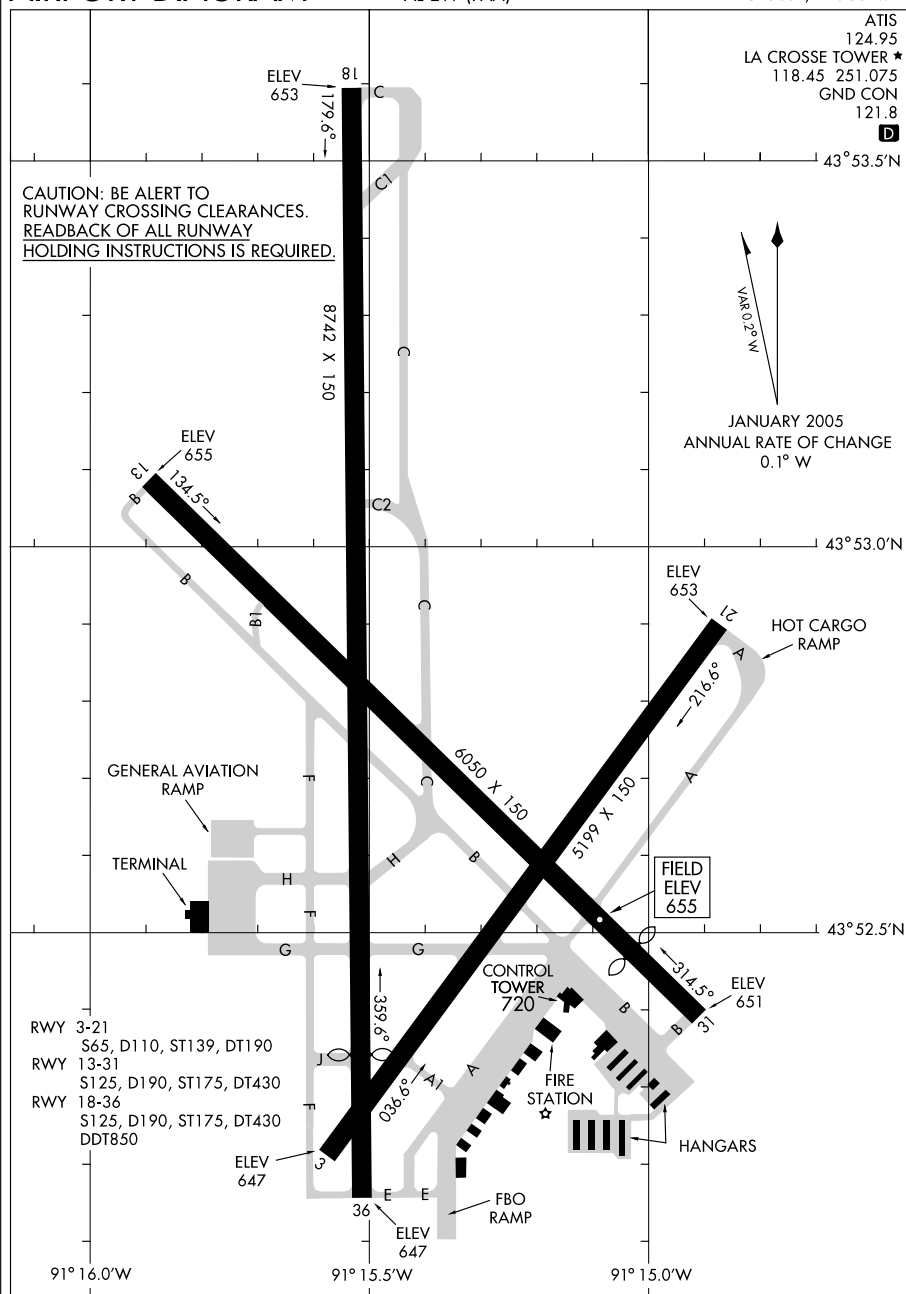 ATIS
124.95
LA CROSSE TOWER ★
118.45 251.075
GND CON
121.8
D
43°53.5'N
ELEV
653
18
179.6°
C
C1
CAUTION: BE ALERT TO
RUNWAY CROSSING CLEARANCES.
READBACK OF ALL RUNWAY
HOLDING INSTRUCTIONS IS REQUIRED.
8742 X 150
C
VAR 0.2° W
JANUARY 2005
ANNUAL RATE OF CHANGE
0.1° W
ELEV
655
13
134.5°
B
C2
43°53.0'N
B
B1
C
ELEV
653
21
HOT CARGO
RAMP
A
216.6°
6050 X 150
5199 X 150
A
GENERAL AVIATION
RAMP
F
C
TERMINAL
H
H
B
F
FIELD
ELEV
655
43°52.5'N
G
G
CONTROL
TOWER
720
314.5°
ELEV
651
31
B
B
359.6°
RWY 3-21
S65, D110, ST139, DT190
RWY 13-31
S125, D190, ST175, DT430
RWY 18-36
S125, D190, ST175, DT430
DDT850
J
A1
A
036.6°
F
FIRE
STATION
HANGARS
ELEV
647
3
36
E
E
FBO
RAMP
ELEV
647
91°16.0'W
91°15.5'W
91°15.0'W